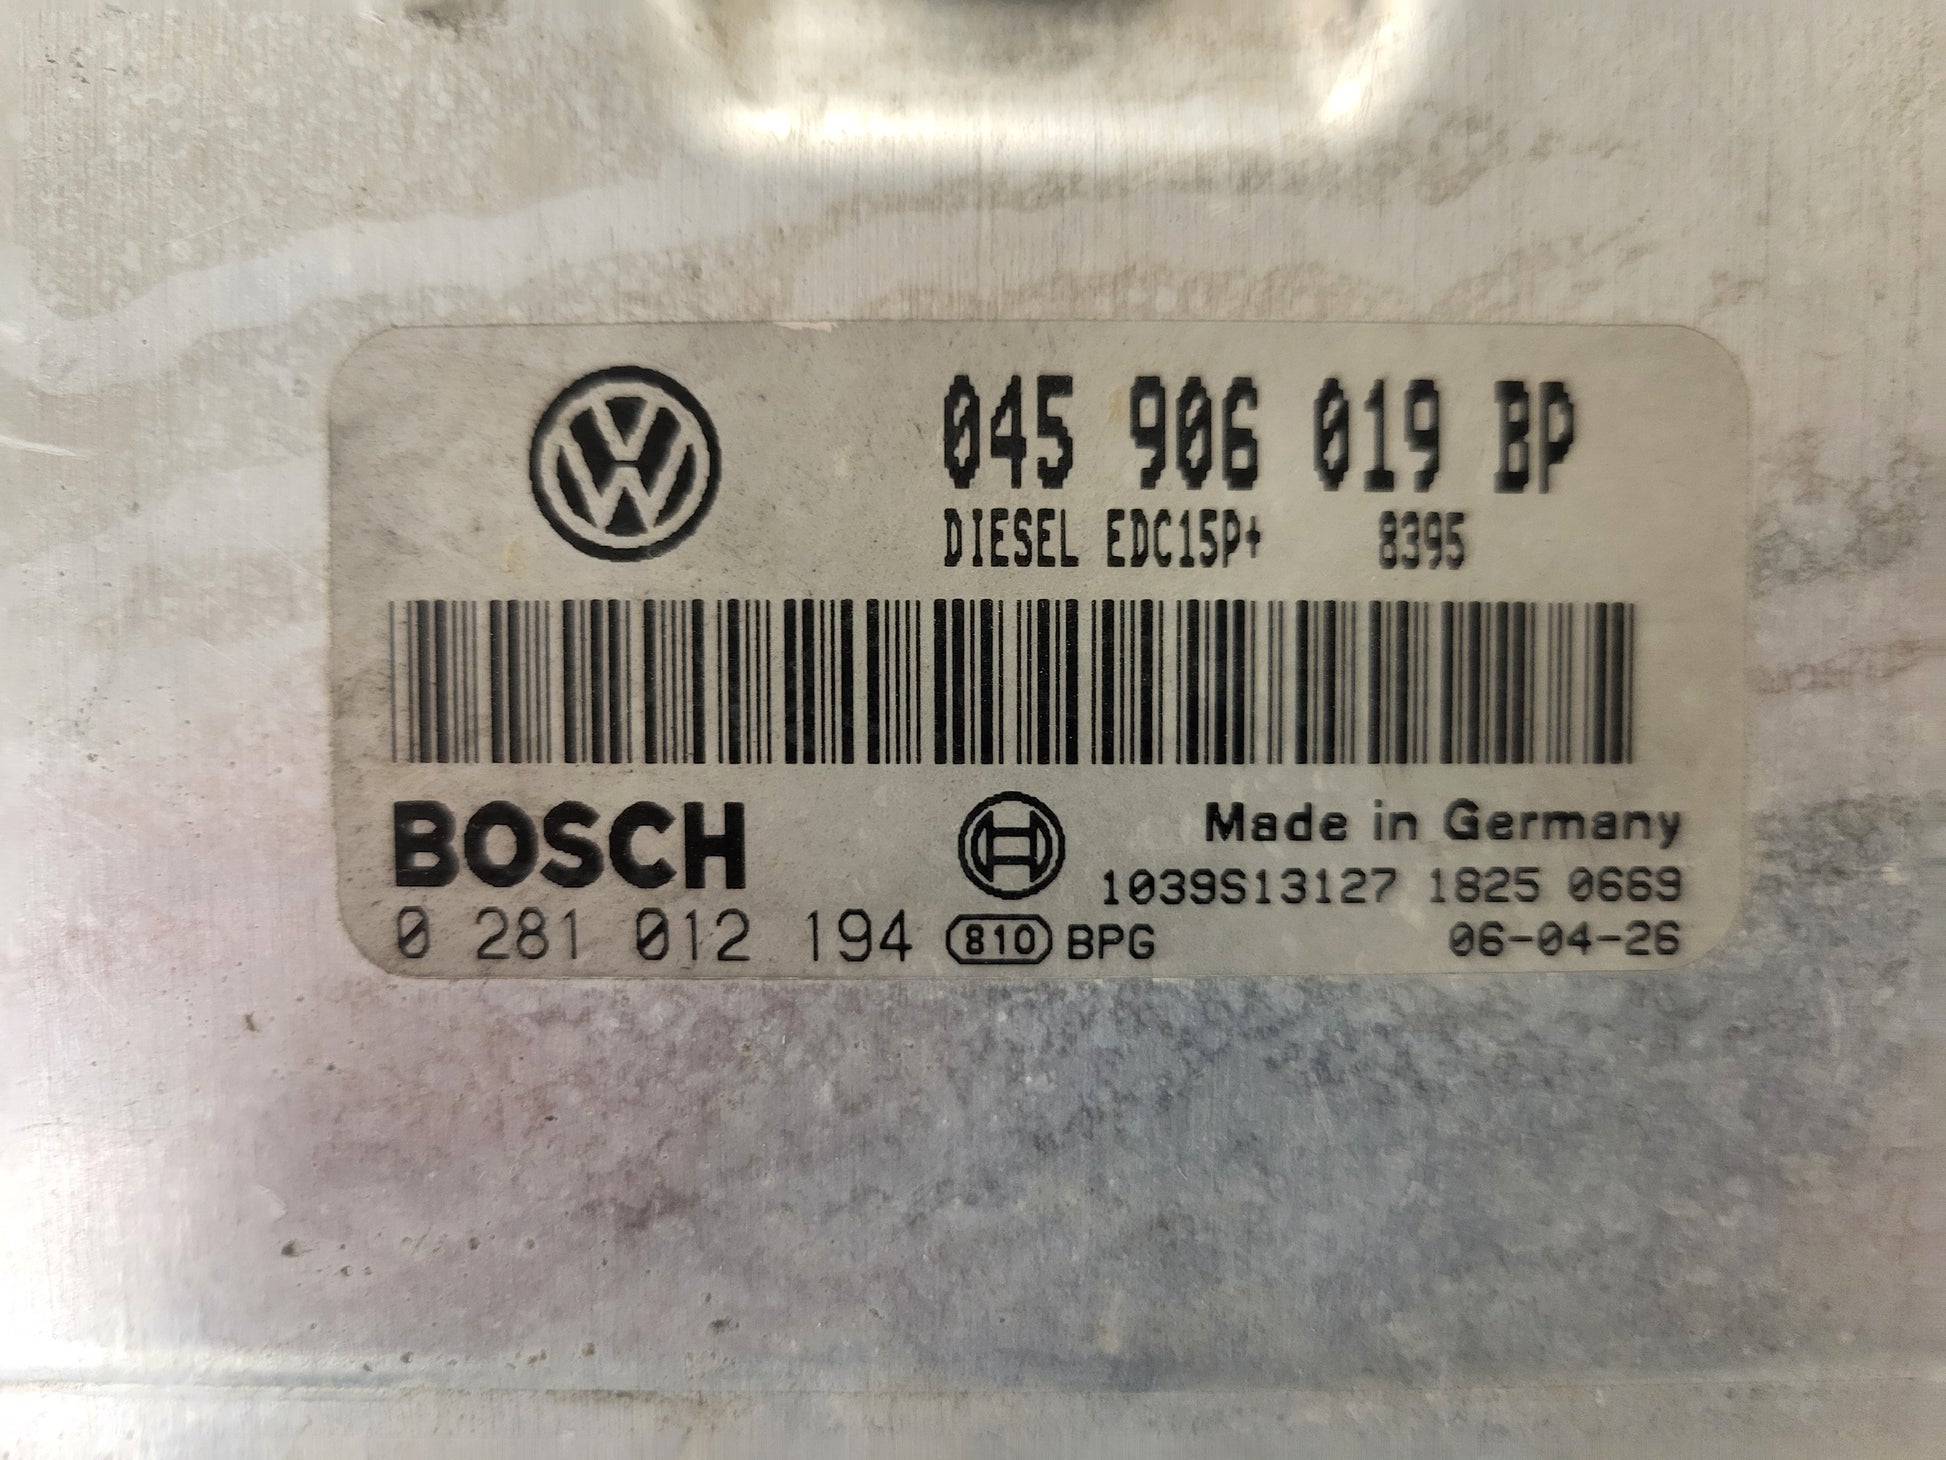 045 906 019 BP
DIESEL EDC15P+ 8395
BOSCH
Made in Germany
1039S13127 1825 0669
0 281 012 194 810 BPG 06-04-26